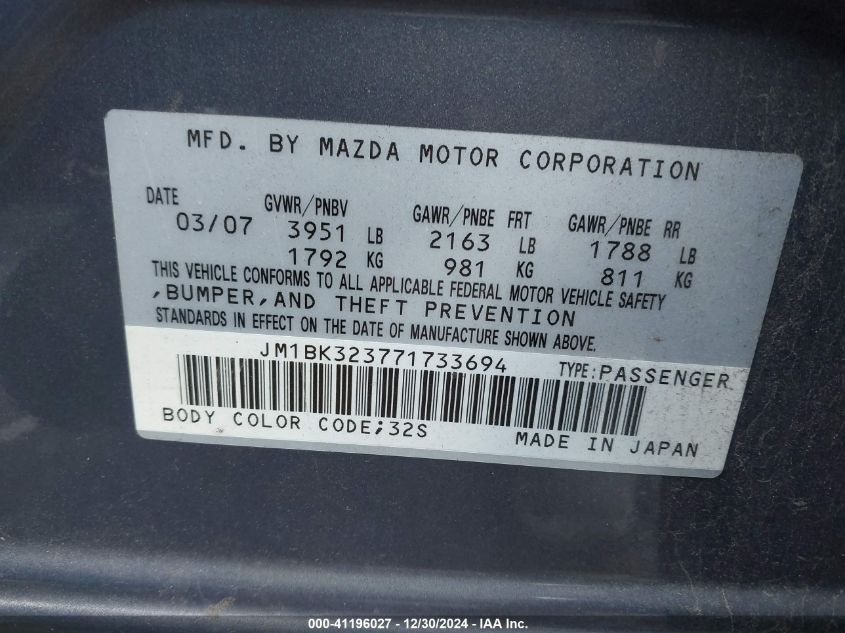 MFD. BY MAZDA MOTOR CORPORATION
DATE GVWR/PNBV GAWR/PNBE FRT GAWR/PNBE RR
03/07 3951 LB 2163 LB 1788 LB
1792 KG 981 KG 811 KG
THIS VEHICLE CONFORMS TO ALL APPLICABLE FEDERAL MOTOR VEHICLE SAFETY
,BUMPER,AND THEFT PREVENTION
STANDARDS IN EFFECT ON THE DATE OF MANUFACTURE SHOWN ABOVE.
JM1BK323771733694 TYPE:PASSENGER
BODY COLOR CODE;32S MADE IN JAPAN
000-41196027 - 12/30/2024 - IAA Inc.